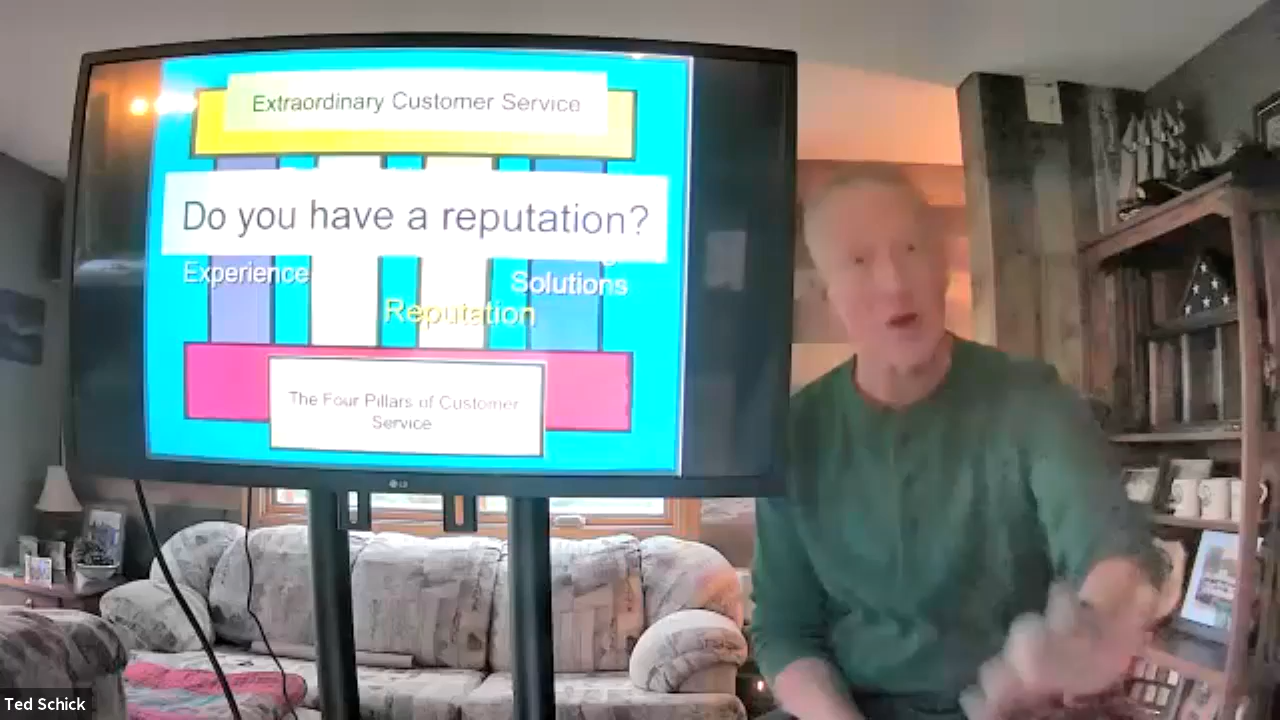 Extraordinary Customer Service
Do you have a reputation?
Experience
Solutions
Reputation
The Four Pillars of Customer
Service
LG
Ted Schick